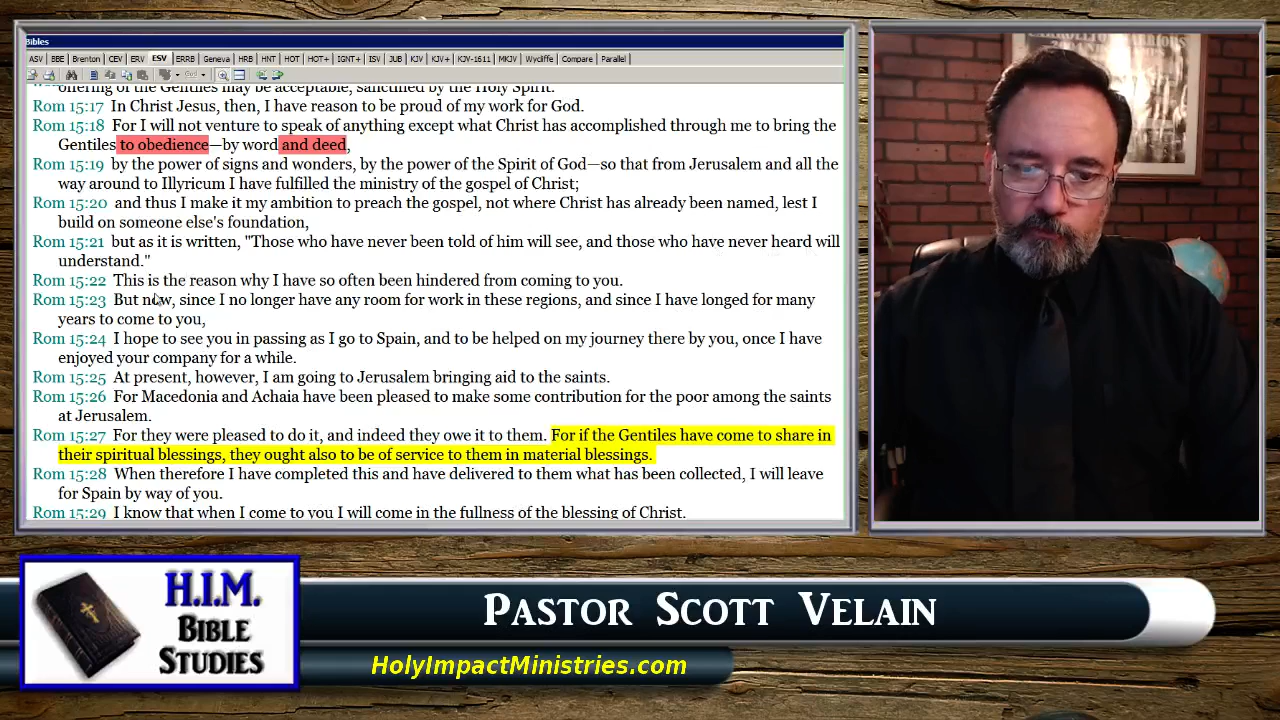 Bibles
ASV BBE Brenton CEV ERV ESV ERRB Geneva HRB HNT HOT HOT+ IGNT+ ISV JUB KJV KJV+ KJV-1611 MKJV Wycliffe Compare Parallel
offering of the Gentiles may be acceptable, sanctified by the Holy Spirit.
Rom 15:17 In Christ Jesus, then, I have reason to be proud of my work for God.
Rom 15:18 For I will not venture to speak of anything except what Christ has accomplished through me to bring the
Gentiles to obedience—by word and deed,
Rom 15:19 by the power of signs and wonders, by the power of the Spirit of God—so that from Jerusalem and all the
way around to Illyricum I have fulfilled the ministry of the gospel of Christ;
Rom 15:20 and thus I make it my ambition to preach the gospel, not where Christ has already been named, lest I
build on someone else's foundation,
Rom 15:21 but as it is written, "Those who have never been told of him will see, and those who have never heard will
understand."
Rom 15:22 This is the reason why I have so often been hindered from coming to you.
Rom 15:23 But now, since I no longer have any room for work in these regions, and since I have longed for many
years to come to you,
Rom 15:24 I hope to see you in passing as I go to Spain, and to be helped on my journey there by you, once I have
enjoyed your company for a while.
Rom 15:25 At present, however, I am going to Jerusalem bringing aid to the saints.
Rom 15:26 For Macedonia and Achaia have been pleased to make some contribution for the poor among the saints
at Jerusalem.
Rom 15:27 For they were pleased to do it, and indeed they owe it to them. For if the Gentiles have come to share in
their spiritual blessings, they ought also to be of service to them in material blessings.
Rom 15:28 When therefore I have completed this and have delivered to them what has been collected, I will leave
for Spain by way of you.
Rom 15:29 I know that when I come to you I will come in the fullness of the blessing of Christ.
H.I.M.
BIBLE
STUDIES
PASTOR SCOTT VELAIN
HolyImpactMinistries.com